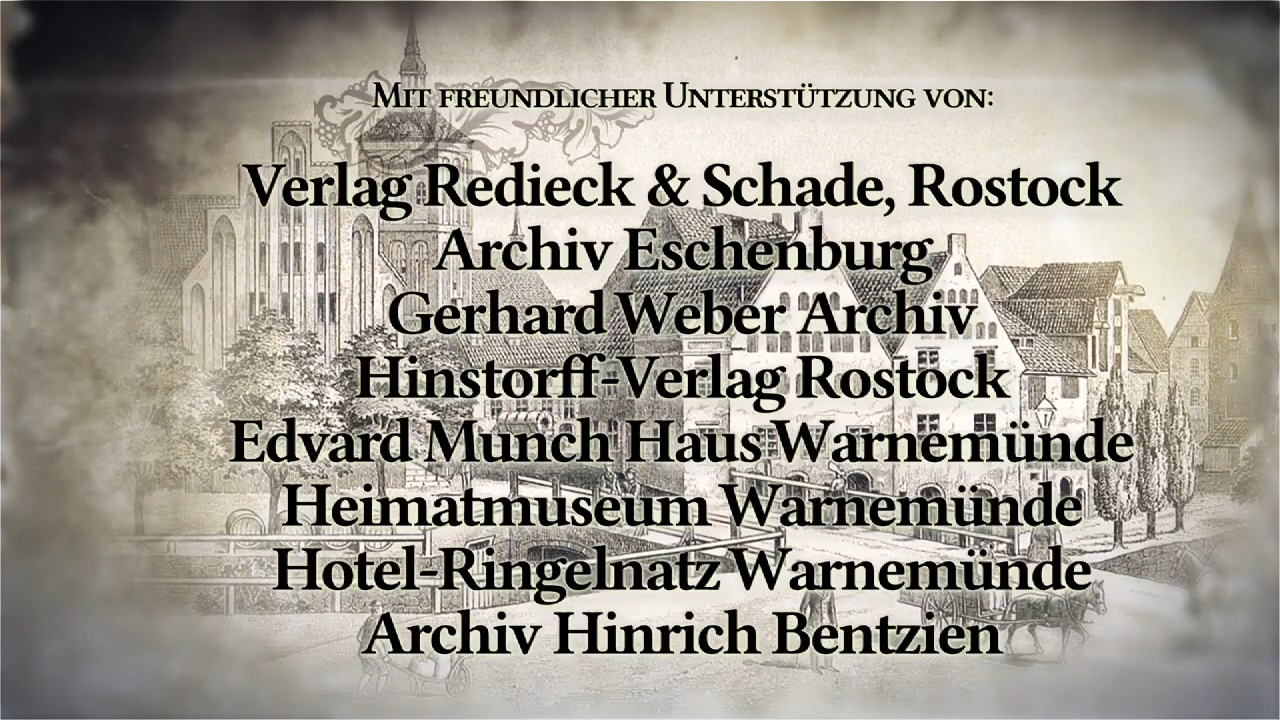 Mit freundlicher Unterstützung von:
Verlag Redieck & Schade, Rostock
Archiv Eschenburg
Gerhard Weber Archiv
Hinstorff-Verlag Rostock
Edvard Munch Haus Warnemünde
Heimatmuseum Warnemünde
Hotel-Ringelnatz Warnemünde
Archiv Hinrich Bentzien